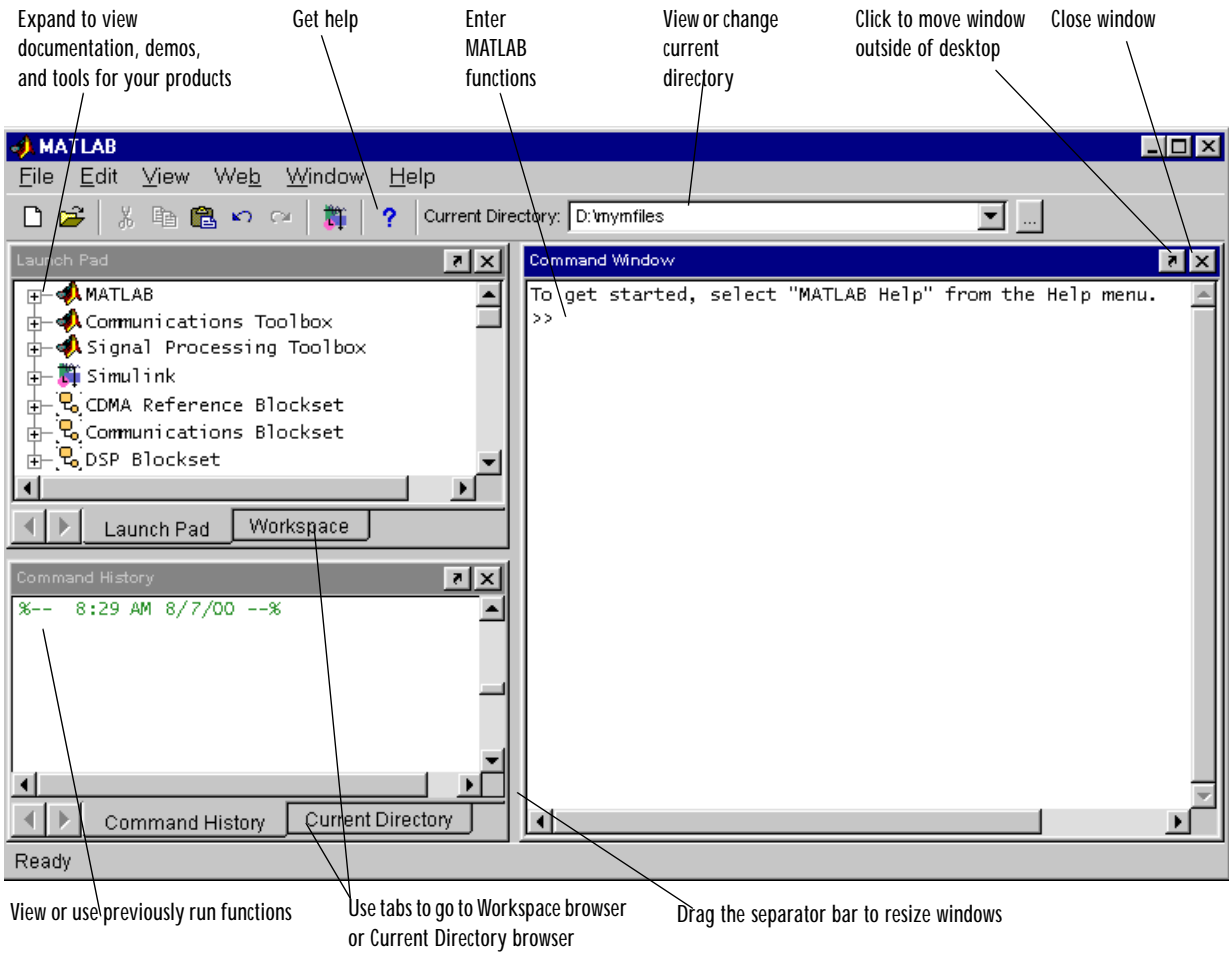 Expand to view
documentation, demos,
and tools for your products
Get help
Enter
MATLAB
functions
View or change
current
directory
Click to move window
outside of desktop
Close window
MATLAB
File Edit View Web Window Help
? Current Directory: D:\mymfiles ...
Launch Pad
MATLAB
Communications Toolbox
Signal Processing Toolbox
Simulink
CDMA Reference Blockset
Communications Blockset
DSP Blockset
Launch Pad Workspace
Command History
%-- 8:29 AM 8/7/00 --%
Command History Current Directory
Command Window
To get started, select "MATLAB Help" from the Help menu.
>>
Ready
View or use previously run functions
Use tabs to go to Workspace browser
or Current Directory browser
Drag the separator bar to resize windows